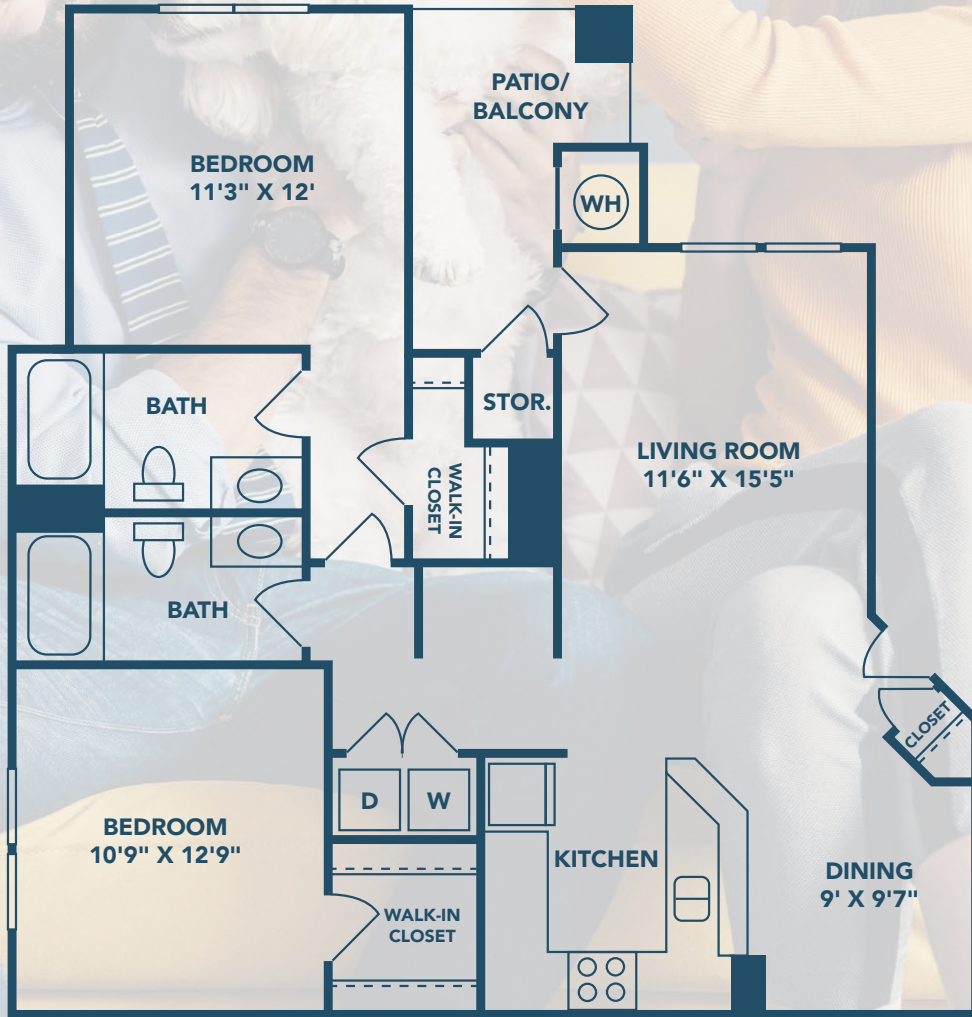 PATIO/
BALCONY
BEDROOM
11'3" X 12'
WH
BATH
STOR.
LIVING ROOM
11'6" X 15'5"
WALK-IN
CLOSET
BATH
CLOSET
D
W
BEDROOM
10'9" X 12'9"
KITCHEN
DINING
9' X 9'7"
WALK-IN
CLOSET